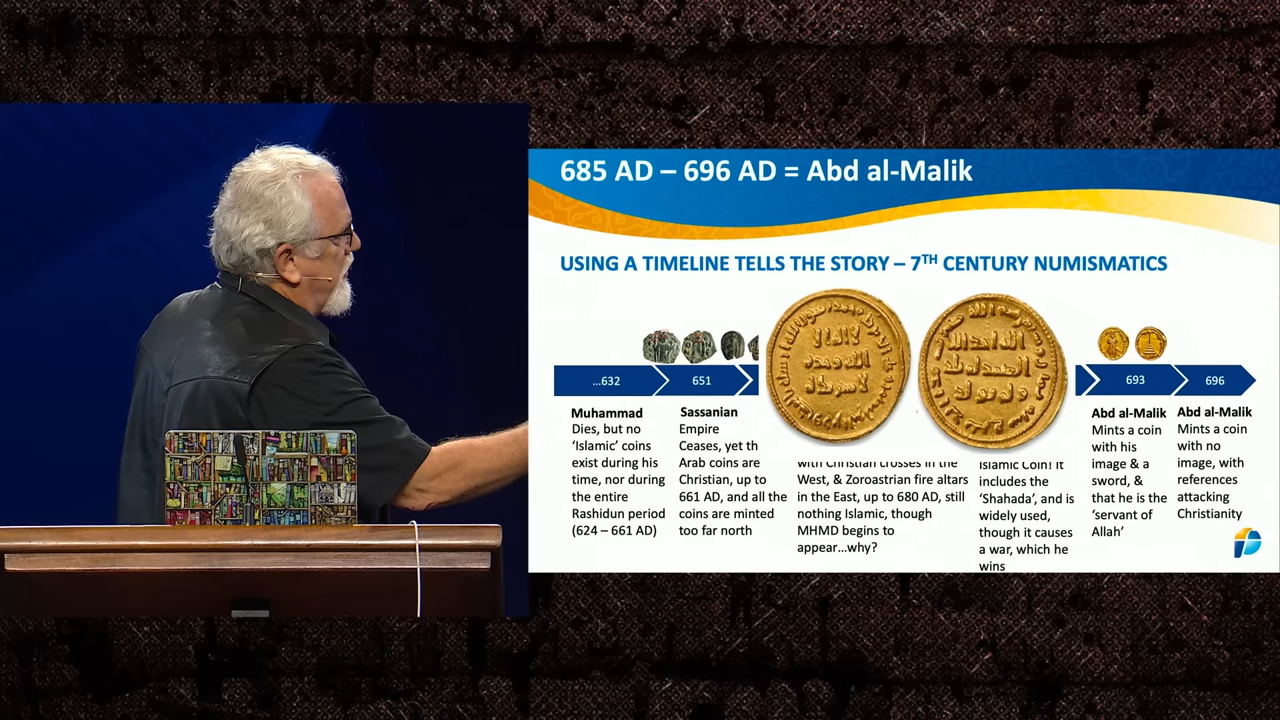 685 AD – 696 AD = Abd al-Malik
USING A TIMELINE TELLS THE STORY – 7TH CENTURY NUMISMATICS
...632
651
693
696
Muhammad
Dies, but no
‘Islamic’ coins
exist during his
time, nor during
the entire
Rashidun period
(624 – 661 AD)
Sassanian
Empire
Ceases, yet th
Arab coins are
Christian, up to
661 AD, and all the
coins are minted
too far north
with Christian crosses in the
West, & Zoroastrian fire altars
in the East, up to 680 AD, still
nothing Islamic, though
MHMD begins to
appear...why?
Islamic Coin! It
includes the
‘Shahada’, and is
widely used,
though it causes
a war, which he
wins
Abd al-Malik
Mints a coin
with his
image & a
sword, &
that he is the
‘servant of
Allah’
Abd al-Malik
Mints a coin
with no
image, with
references
attacking
Christianity